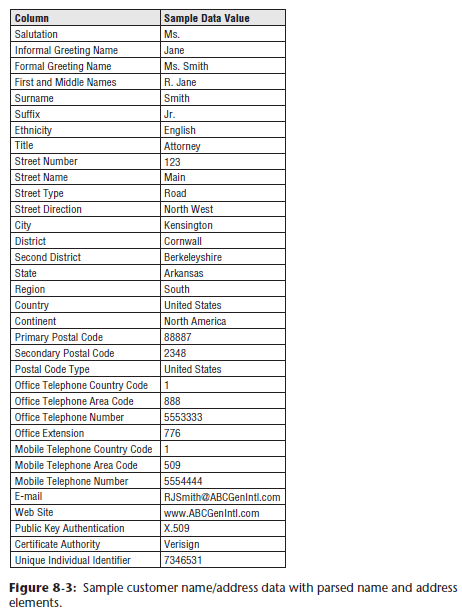 Column Sample Data Value
Salutation Ms.
Informal Greeting Name Jane
Formal Greeting Name Ms. Smith
First and Middle Names R. Jane
Surname Smith
Suffix Jr.
Ethnicity English
Title Attorney
Street Number 123
Street Name Main
Street Type Road
Street Direction North West
City Kensington
District Cornwall
Second District Berkeleyshire
State Arkansas
Region South
Country United States
Continent North America
Primary Postal Code 88887
Secondary Postal Code 2348
Postal Code Type United States
Office Telephone Country Code 1
Office Telephone Area Code 888
Office Telephone Number 5553333
Office Extension 776
Mobile Telephone Country Code 1
Mobile Telephone Area Code 509
Mobile Telephone Number 5554444
E-mail RJSmith@ABCGenIntl.com
Web Site www.ABCGenIntl.com
Public Key Authentication X.509
Certificate Authority Verisign
Unique Individual Identifier 7346531
Figure 8-3: Sample customer name/address data with parsed name and address
elements.